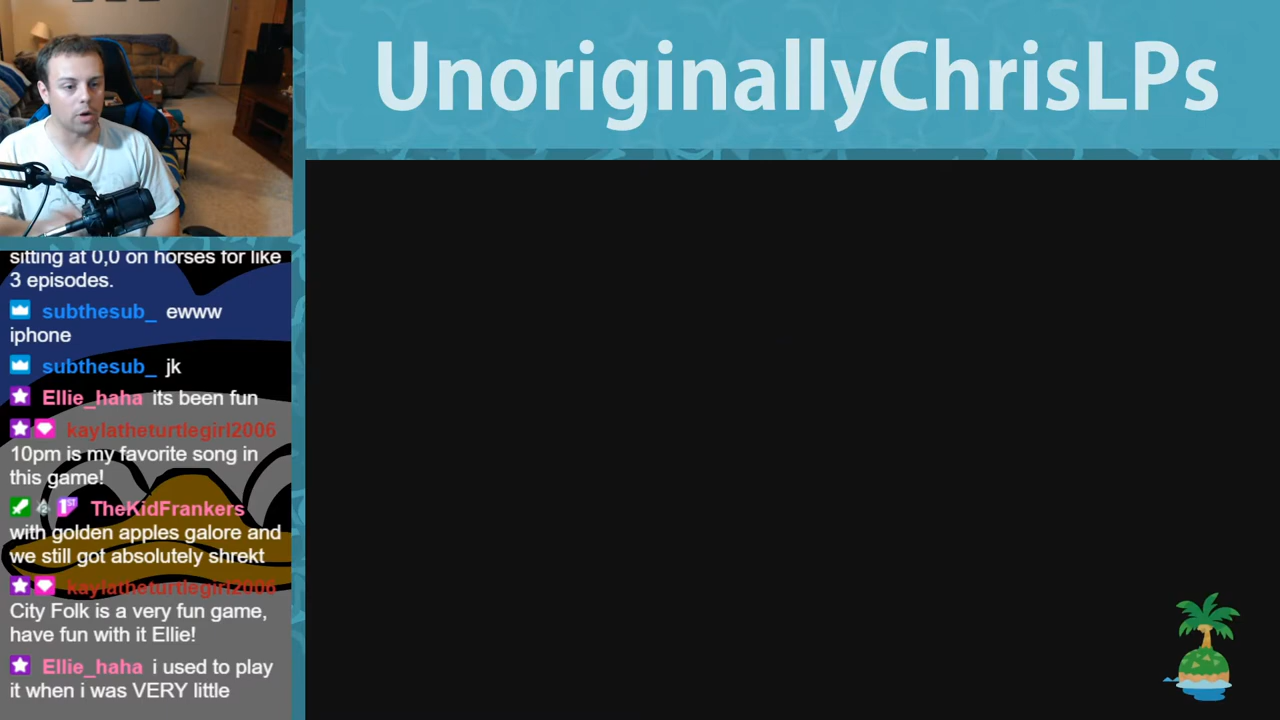 UnoriginallyChrisLPs
sitting at 0,0 on horses for like
3 episodes.
subthesub_ ewww
iphone
subthesub_ jk
Ellie_haha its been fun
kaylatheturtlegirl2006
10pm is my favorite song in
this game!
TheKidFrankers
with golden apples galore and
we still got absolutely shrekt
kaylatheturtlegirl2006
City Folk is a very fun game,
have fun with it Ellie!
Ellie_haha i used to play
it when i was VERY little